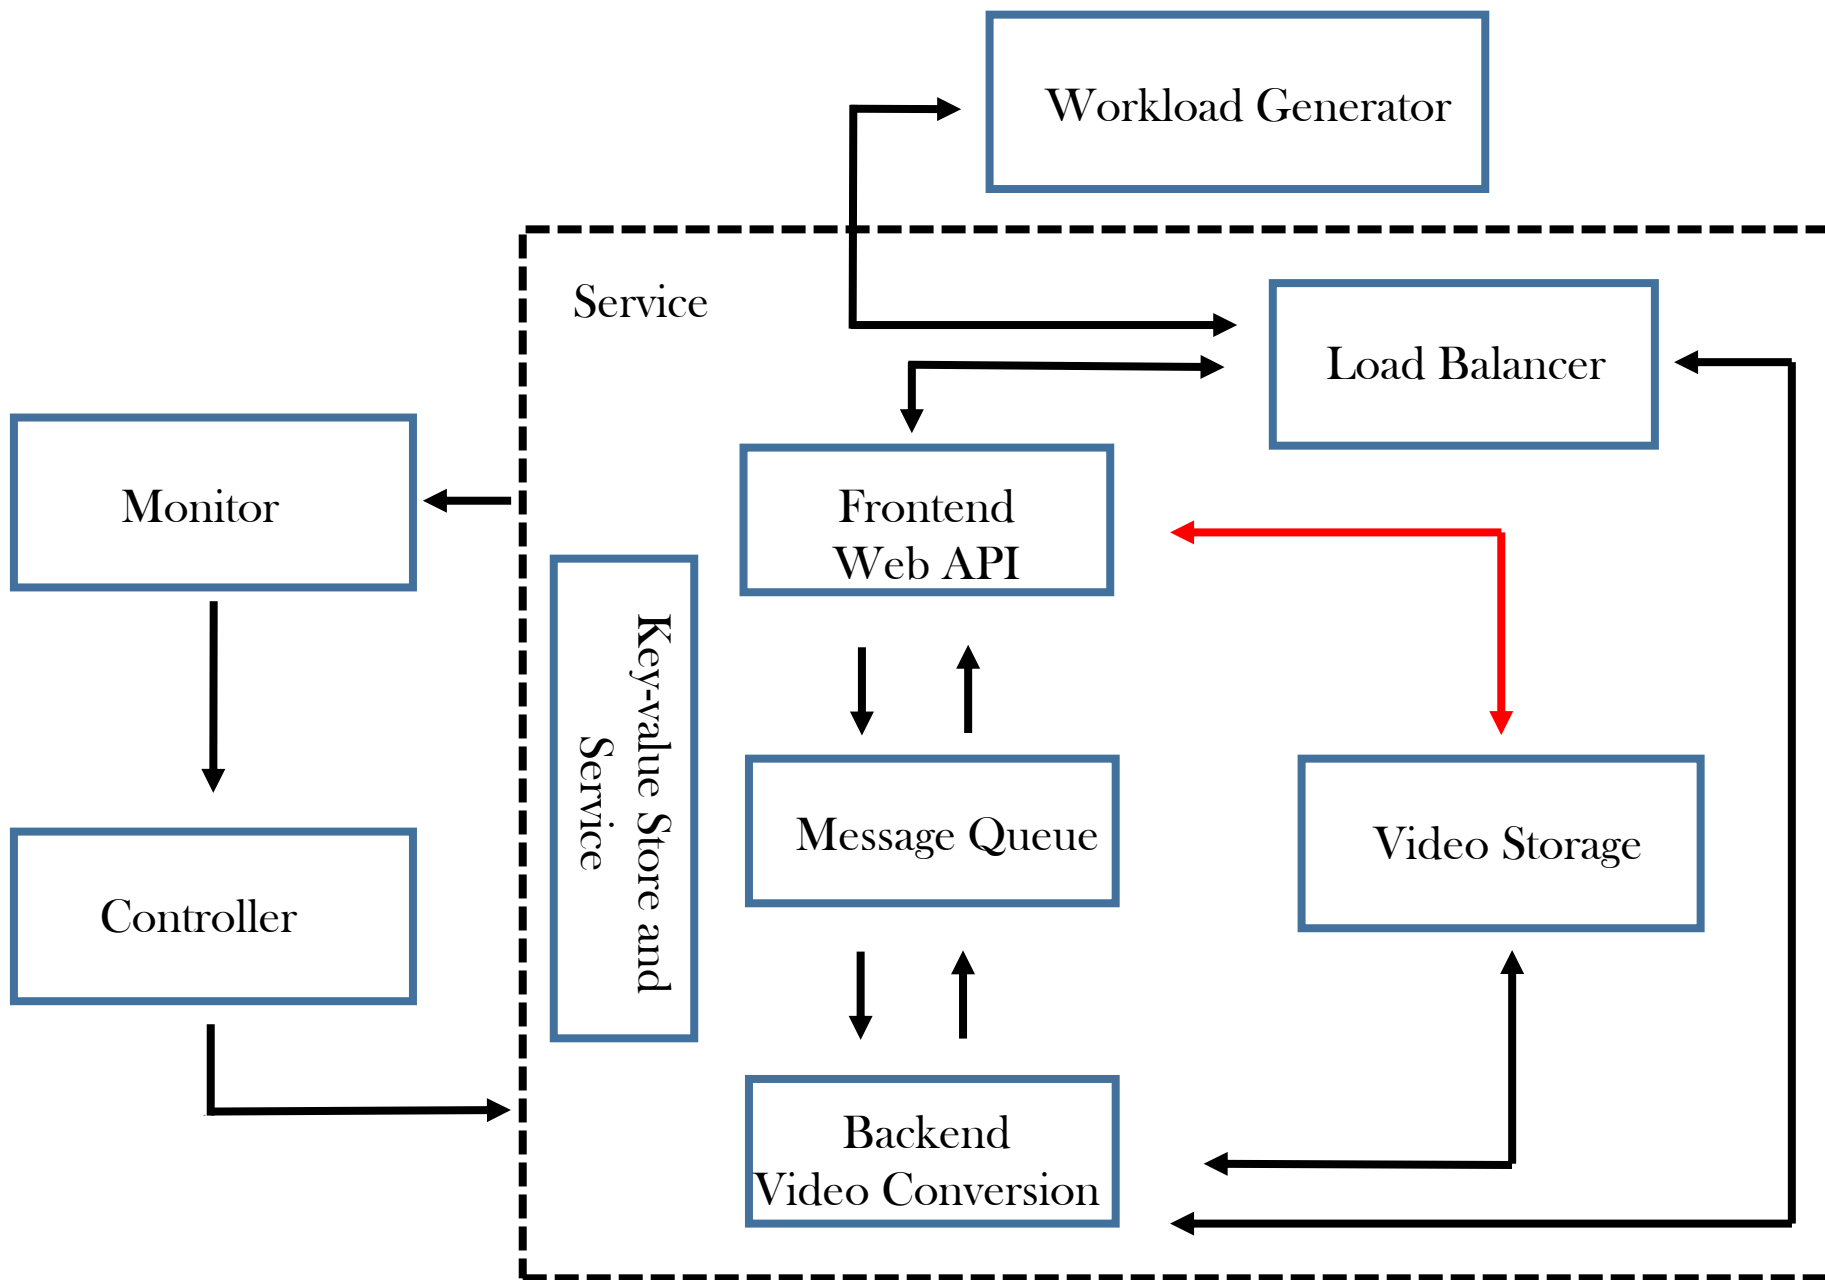 Workload Generator
Service
Load Balancer
Monitor
Frontend
Web API
Key-value Store and
Service
Message Queue
Video Storage
Controller
Backend
Video Conversion